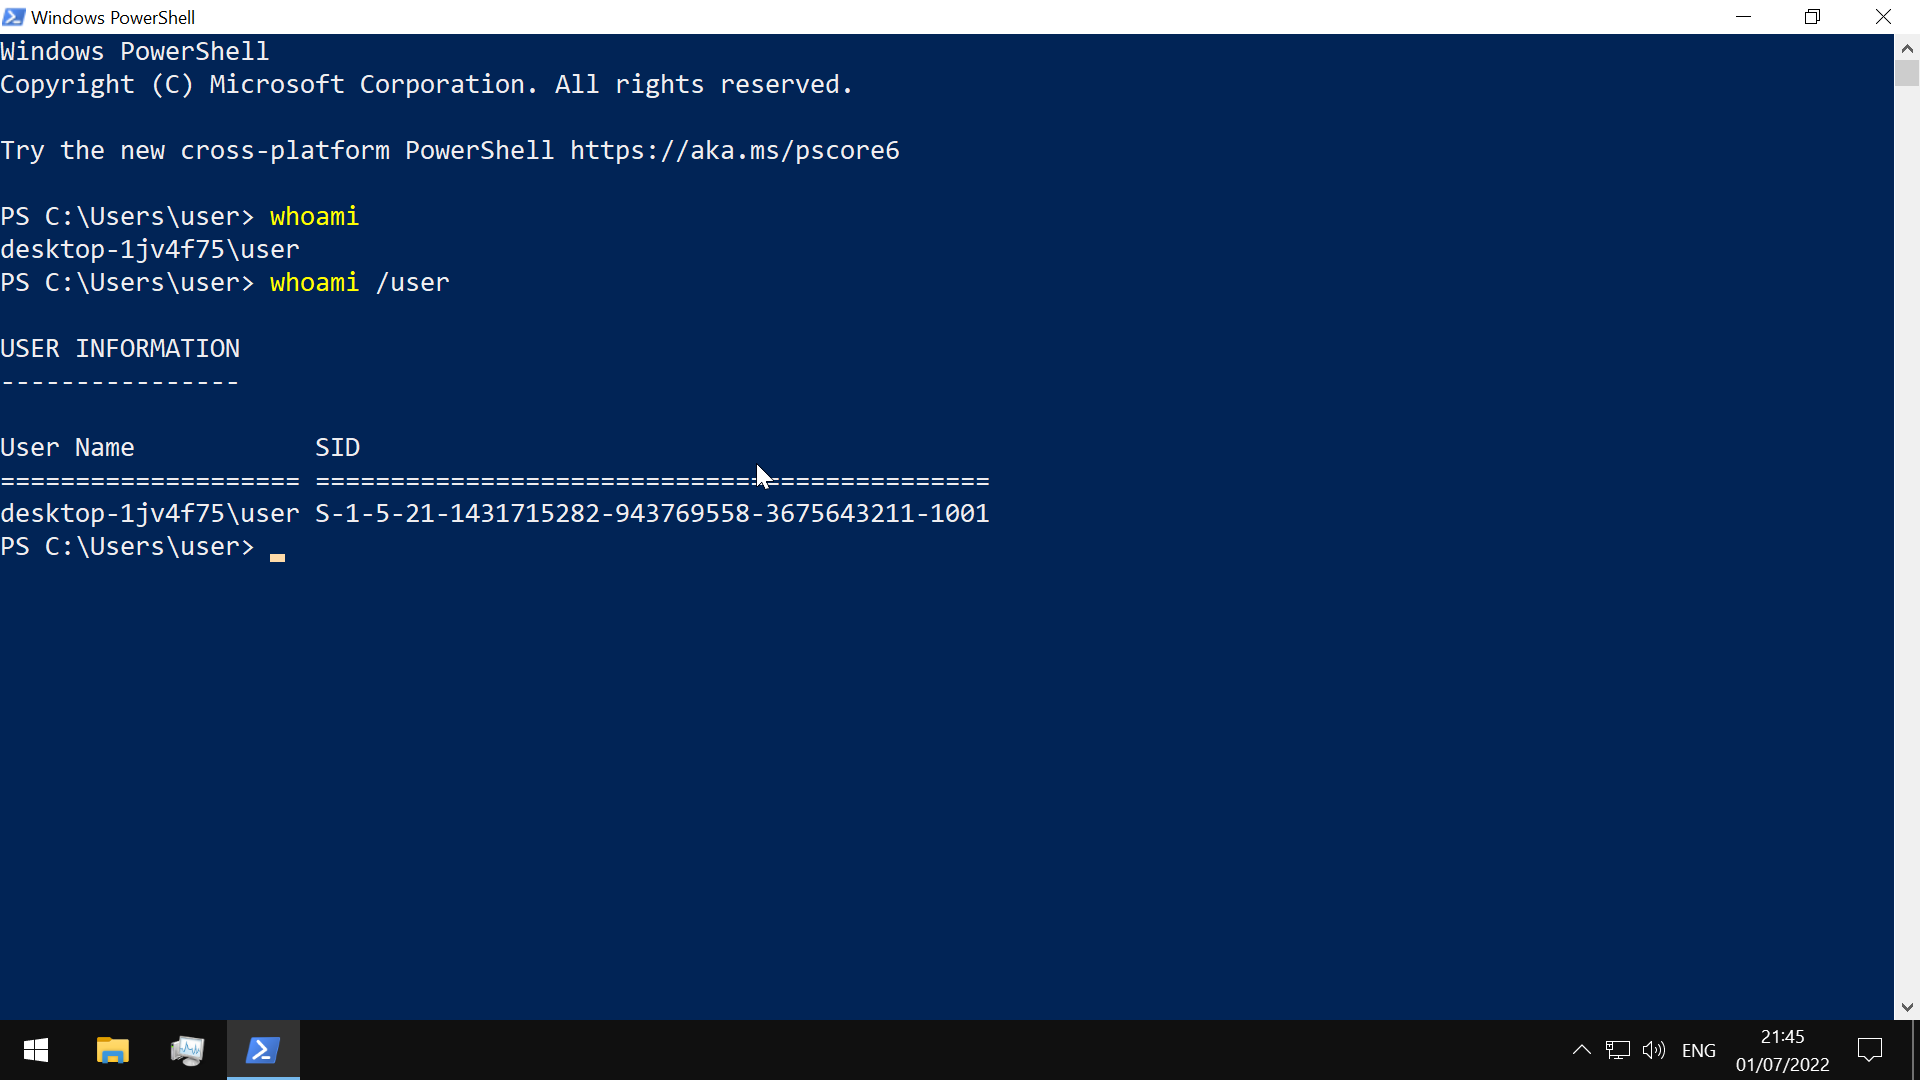 Windows PowerShell
Windows PowerShell
Copyright (C) Microsoft Corporation. All rights reserved.
Try the new cross-platform PowerShell https://aka.ms/pscore6
PS C:\Users\user> whoami
desktop-1jv4f75\user
PS C:\Users\user> whoami /user
USER INFORMATION
----------------
User Name            SID
==================== =============================================
desktop-1jv4f75\user S-1-5-21-1431715282-943769558-3675643211-1001
PS C:\Users\user>
ENG
21:45
01/07/2022